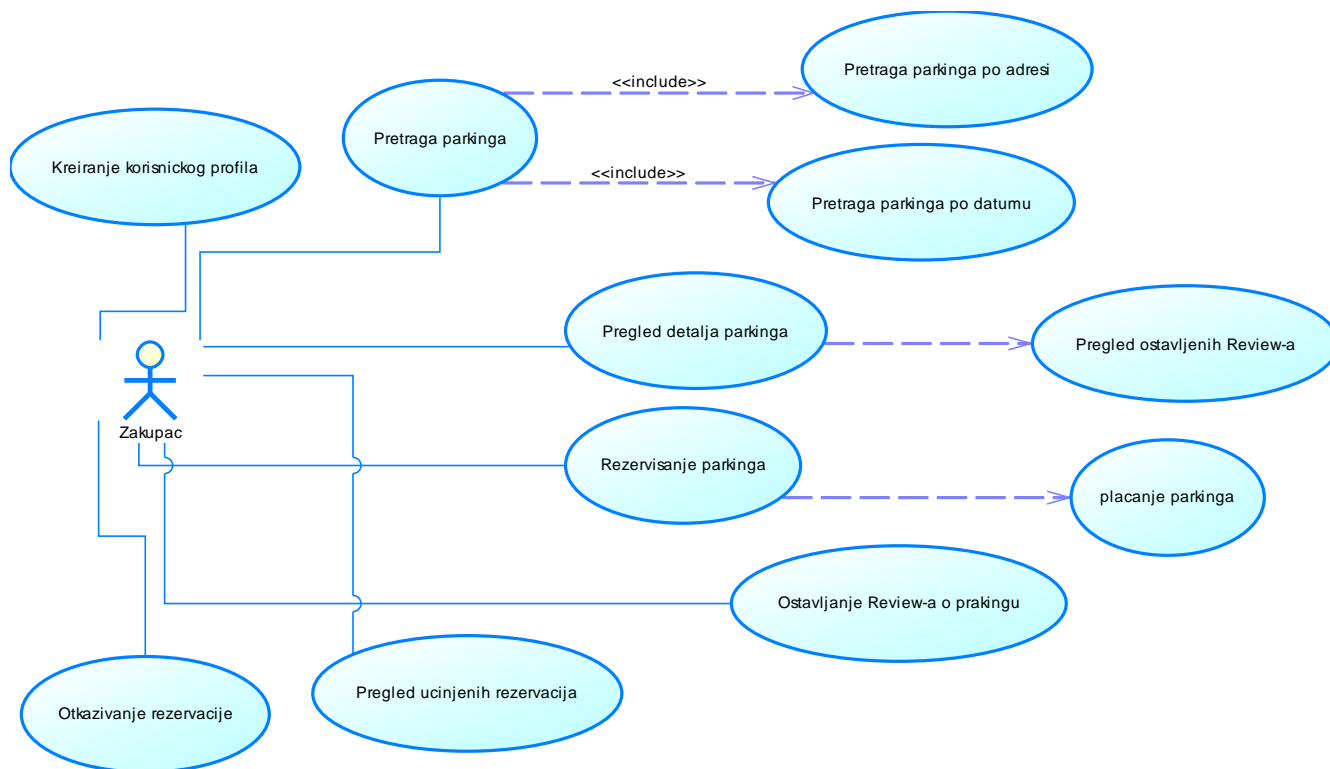 Pretraga parkinga po adresi
<<include>>
Pretraga parkinga
Kreiranje korisnickog profila
<<include>>
Pretraga parkinga po datumu
Pregled detalja parkinga
Pregled ostavljenih Review-a
Zakupac
Rezervisanje parkinga
placanje parkinga
Ostavljanje Review-a o prakingu
Pregled ucinjenih rezervacija
Otkazivanje rezervacije